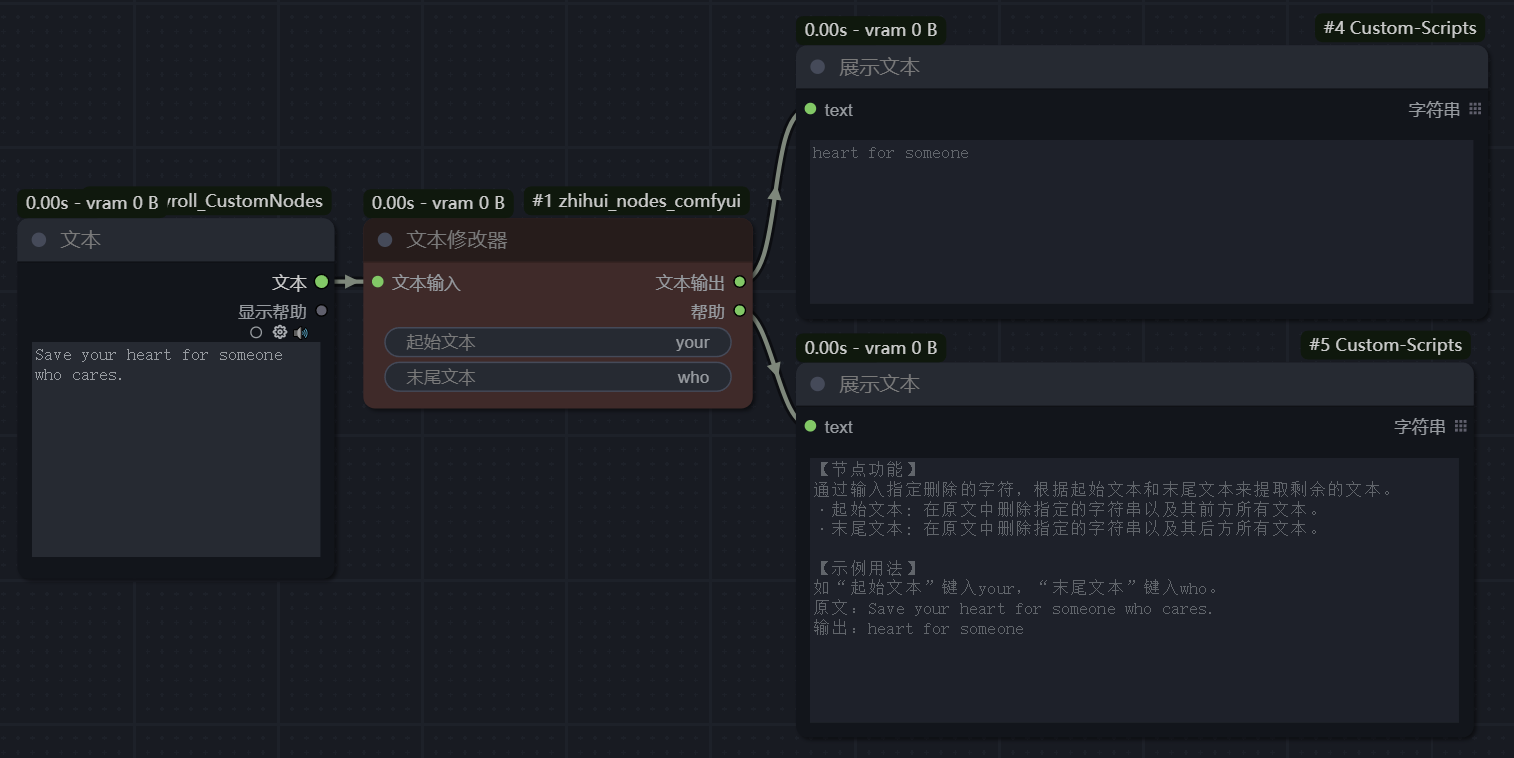 0.00s - vram 0 B
#4 Custom-Scripts
展示文本
text
字符串
heart for someone
0.00s - vram 0 B
roll_CustomNodes
文本
文本
显示帮助
Save your heart for someone
who cares.
0.00s - vram 0 B
#1 zhihui_nodes_comfyui
文本修改器
文本输入
文本输出
帮助
起始文本
your
末尾文本
who
0.00s - vram 0 B
#5 Custom-Scripts
展示文本
text
字符串
【节点功能】
通过输入指定删除的字符，根据起始文本和末尾文本来提取剩余的文本。
·起始文本: 在原文中删除指定的字符串以及其前方所有文本。
·末尾文本: 在原文中删除指定的字符串以及其后方所有文本。
【示例用法】
如“起始文本”键入your，“末尾文本”键入who。
原文：Save your heart for someone who cares.
输出：heart for someone